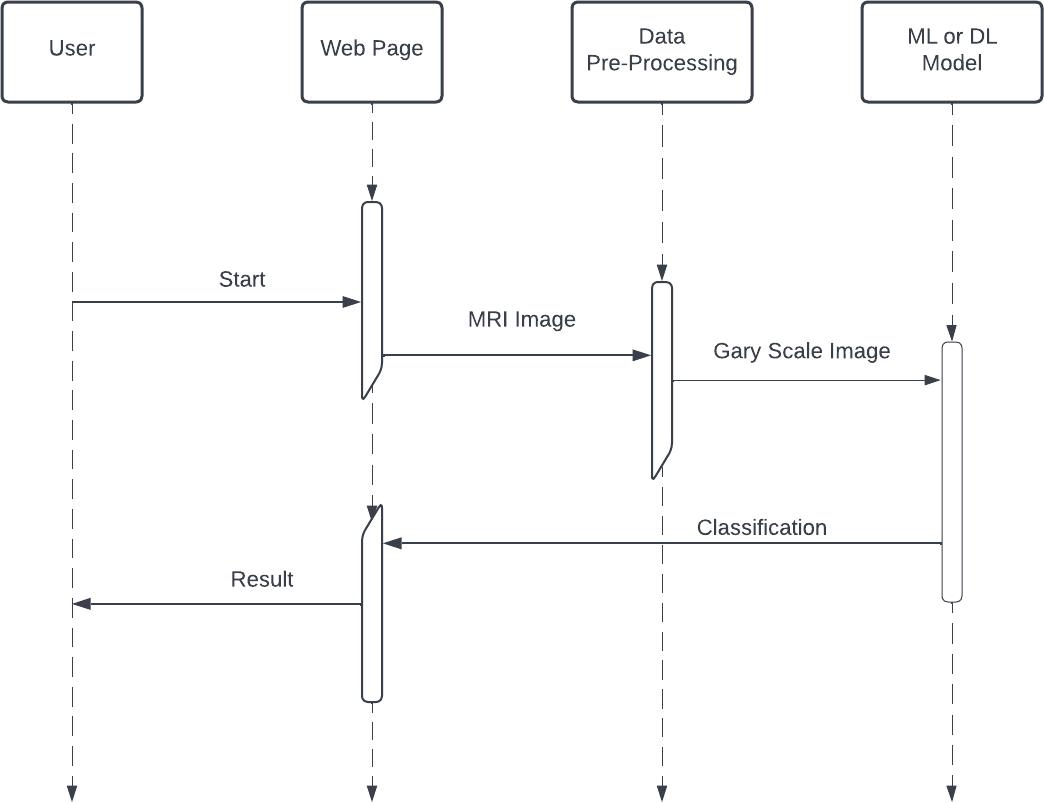 User
Web Page
Data
Pre-Processing
ML or DL
Model
Start
MRI Image
Gary Scale Image
Classification
Result